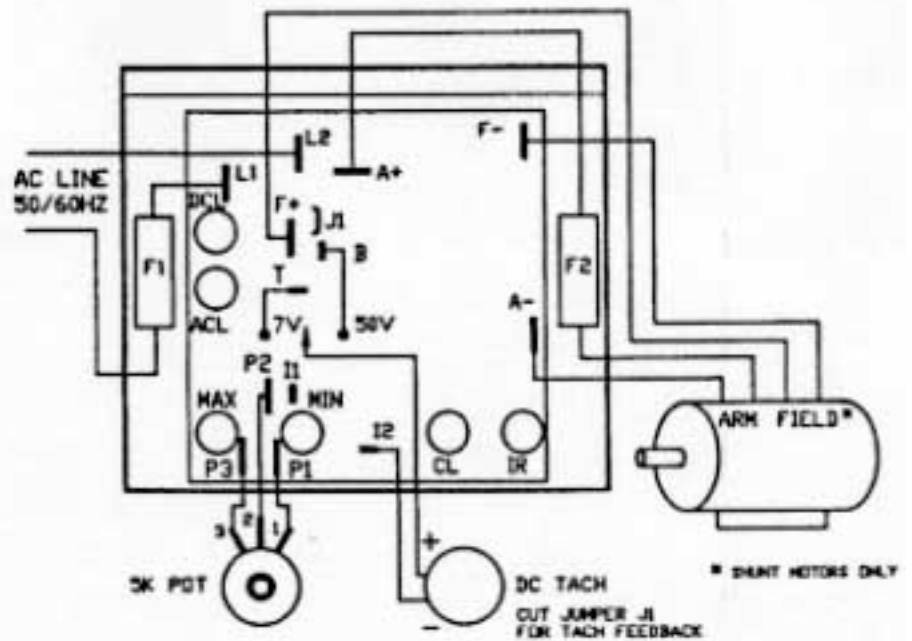 L2
F-
A+
L1
AC LINE
50/60HZ
DCL
F+
J1
B
F1
F2
T
ACL
7V
50V
A-
P2
I1
MAX
MIN
ARM FIELD*
I2
P3
P1
CL
IR
3
2
1
+
5K POT
DC TACH
* SHUNT MOTORS ONLY
-
CUT JUMPER J1
FOR TACH FEEDBACK